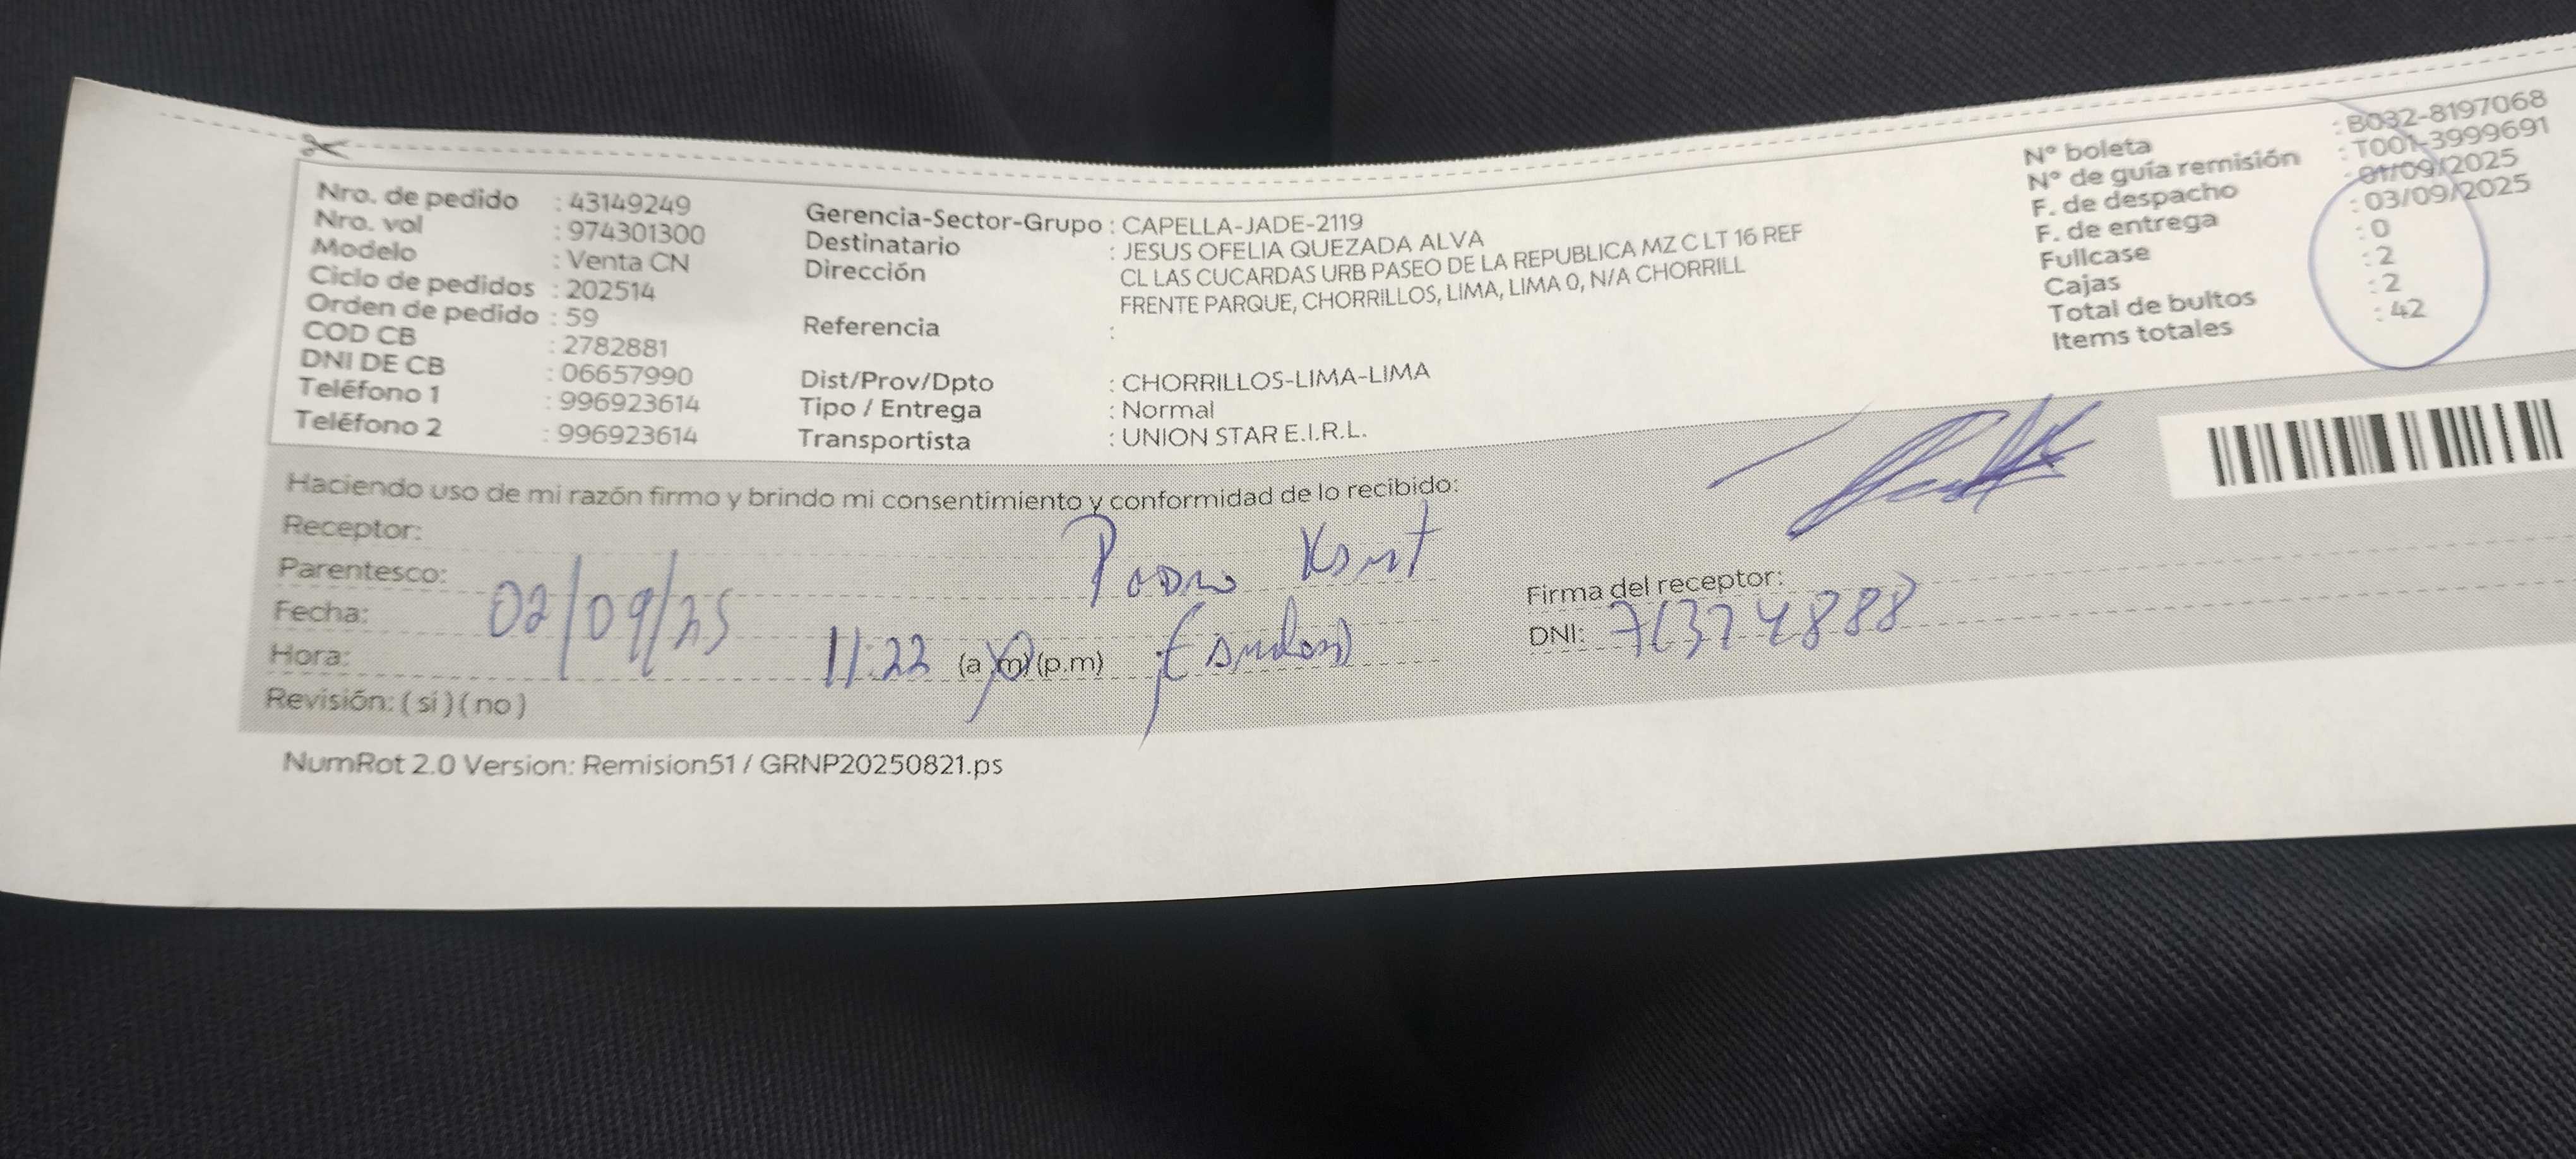 Nro. de pedido : 43149249
Nro. vol : 974301300
Modelo : Venta CN
Ciclo de pedidos : 202514
Orden de pedido : 59
COD CB : 2782881
DNI DE CB : 06657990
Teléfono 1 : 996923614
Teléfono 2 : 996923614
Gerencia-Sector-Grupo : CAPELLA-JADE-2119
Destinatario : JESUS OFELIA QUEZADA ALVA
Dirección : CL LAS CUCARDAS URB PASEO DE LA REPUBLICA MZ C LT 16 REF
FRENTE PARQUE, CHORRILLOS, LIMA, LIMA 0, N/A CHORRILL
Referencia :
Dist/Prov/Dpto : CHORRILLOS-LIMA-LIMA
Tipo / Entrega : Normal
Transportista : UNION STAR E.I.R.L.
N° boleta : B032-8197068
N° de guía remisión : T001-3999691
F. de despacho : 01/09/2025
F. de entrega : 03/09/2025
Fullcase : 0
Cajas : 2
Total de bultos : 2
Items totales : 42
Haciendo uso de mi razón firmo y brindo mi consentimiento y conformidad de lo recibido:
Receptor:
Parentesco:
Fecha: 02/09/25
Hora: 11:22 (a.m) (p.m)
Revisión: ( si ) ( no )
Firma del receptor:
DNI:
NumRot 2.0 Version: Remision51 / GRNP20250821.ps